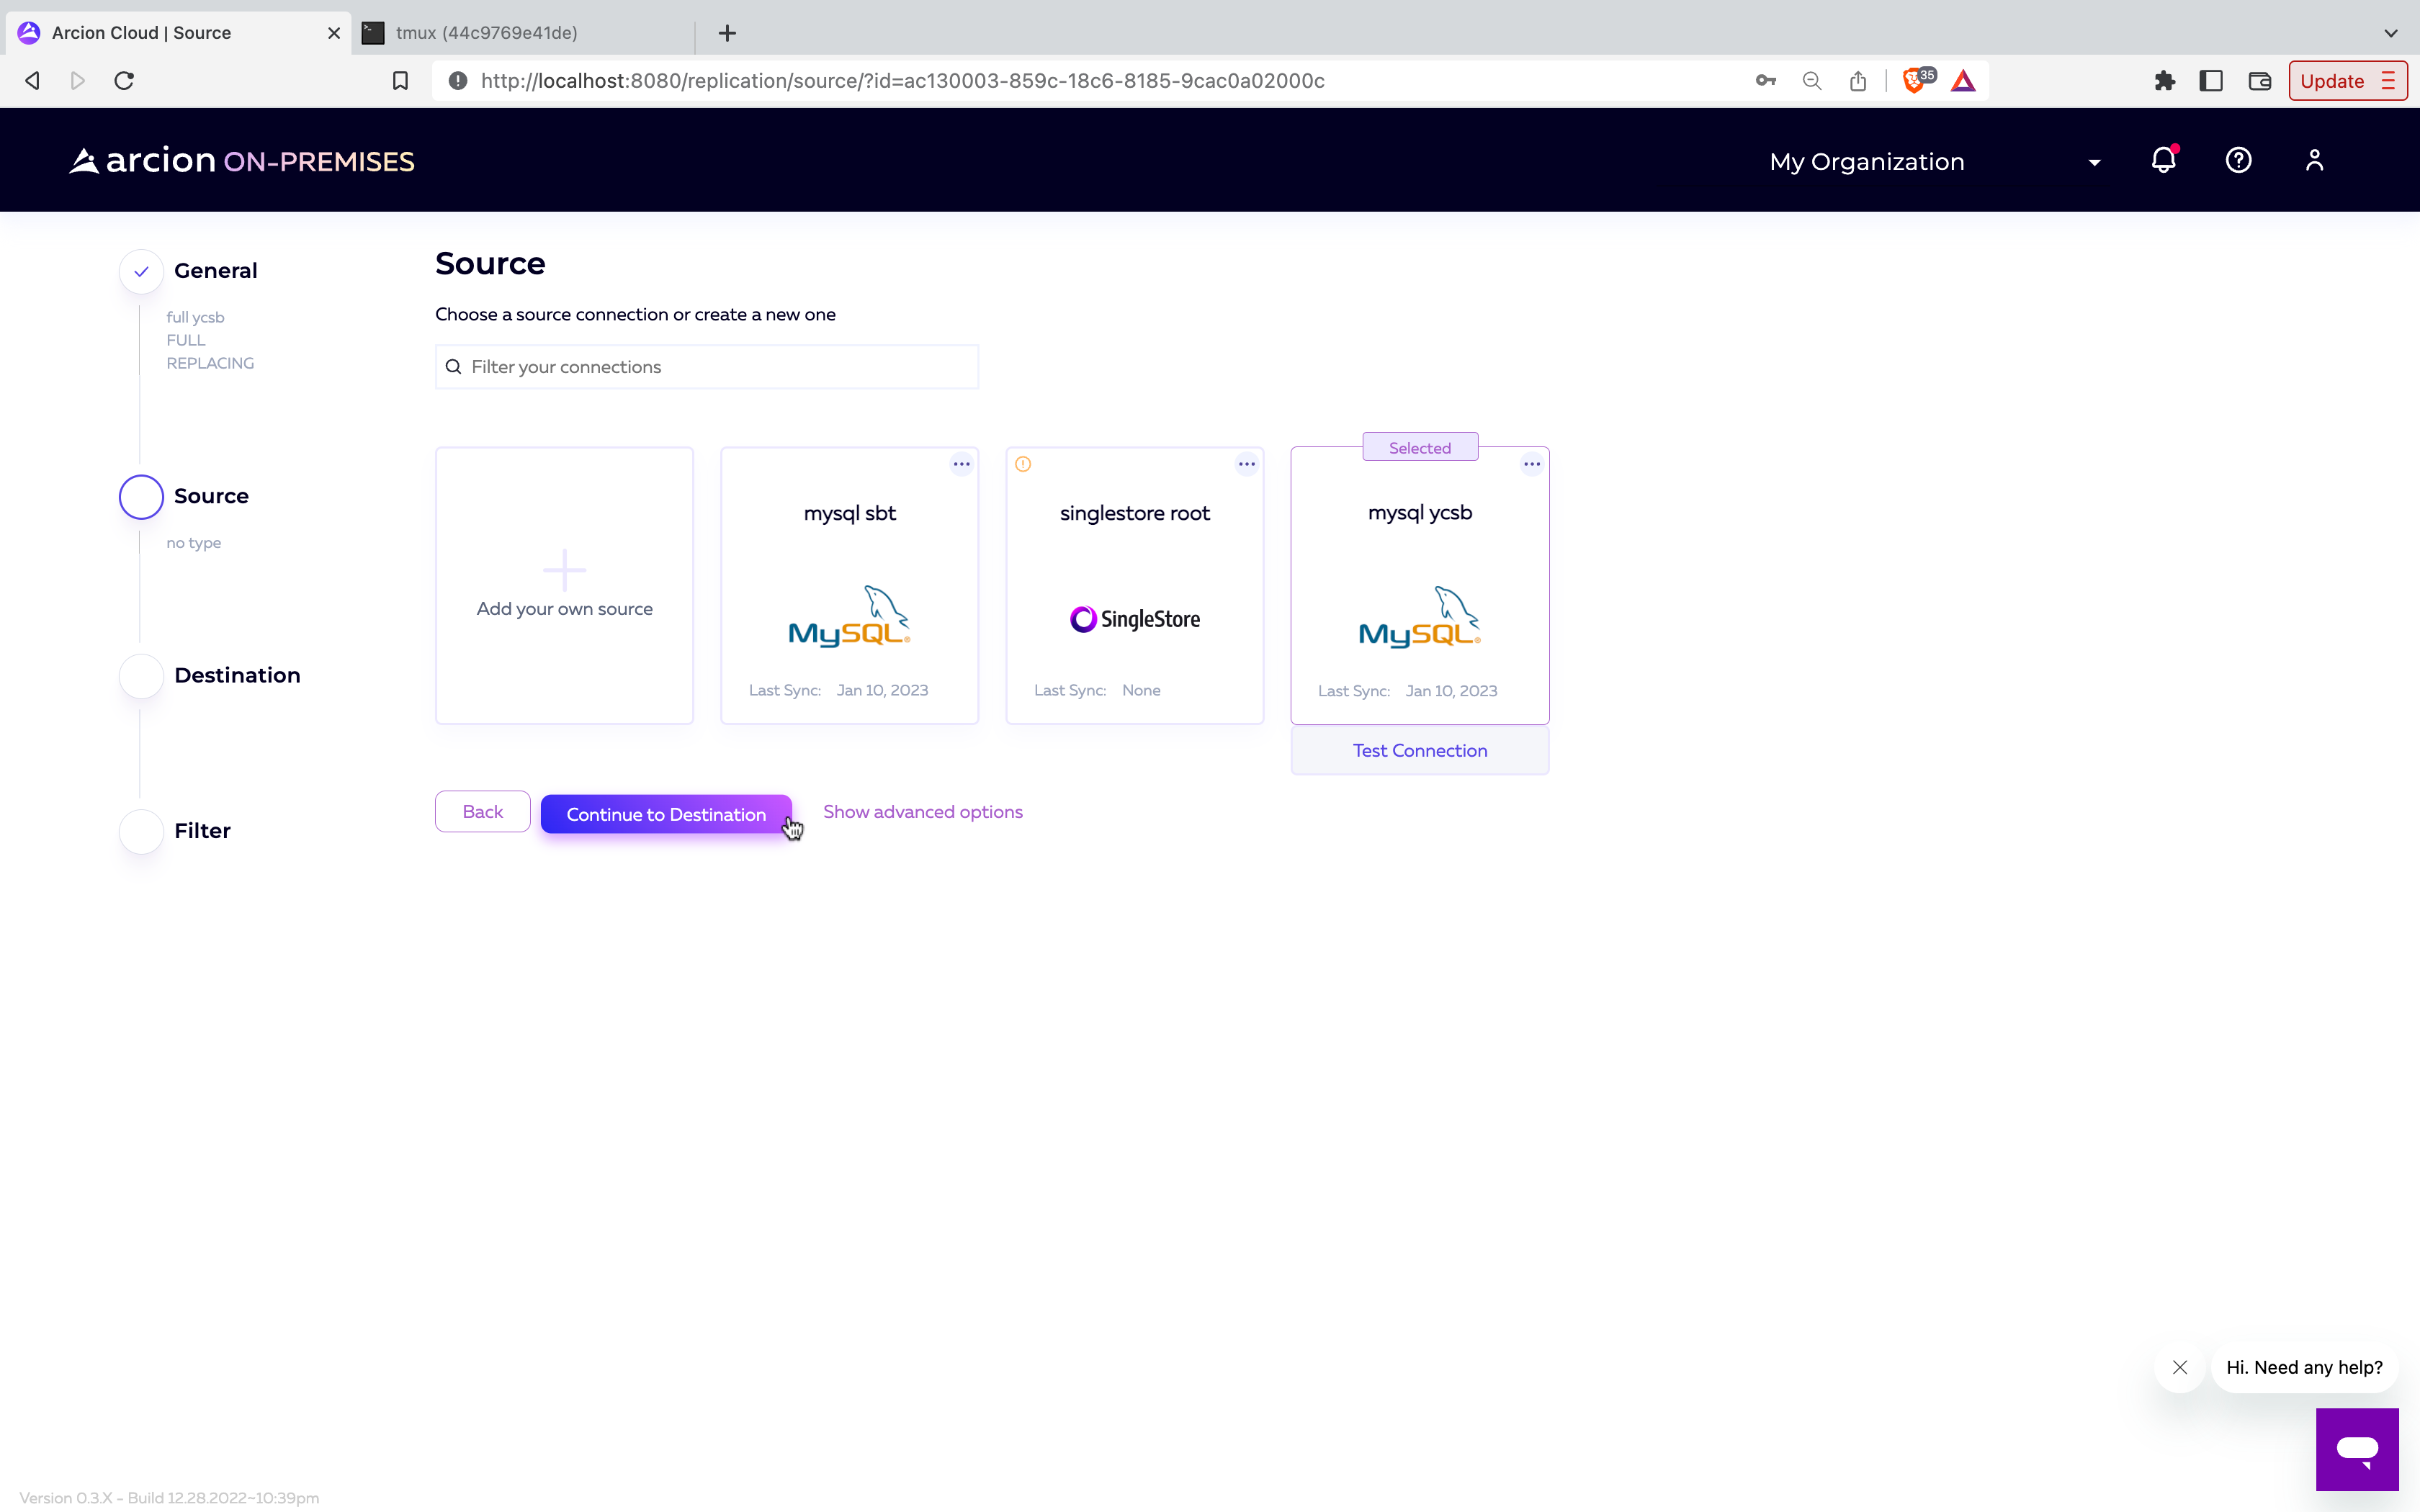 Arcion Cloud | Source
tmux (44c9769e41de)
http://localhost:8080/replication/source/?id=ac130003-859c-18c6-8185-9cac0a02000c
35
Update
arcion ON-PREMISES
My Organization
General
full ycsb
FULL
REPLACING
Source
no type
Destination
Filter
Source
Choose a source connection or create a new one
Filter your connections
Add your own source
mysql sbt
MySQL®
Last Sync: Jan 10, 2023
singlestore root
SingleStore
Last Sync: None
Selected
mysql ycsb
MySQL®
Last Sync: Jan 10, 2023
Test Connection
Back
Continue to Destination
Show advanced options
Hi. Need any help?
Version 0.3.X - Build 12.28.2022~10:39pm